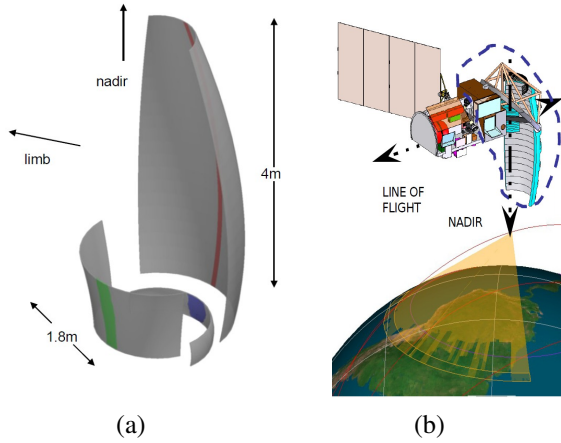 nadir
limb
4m
1.8m
(a)
LINE OF
FLIGHT
NADIR
(b)